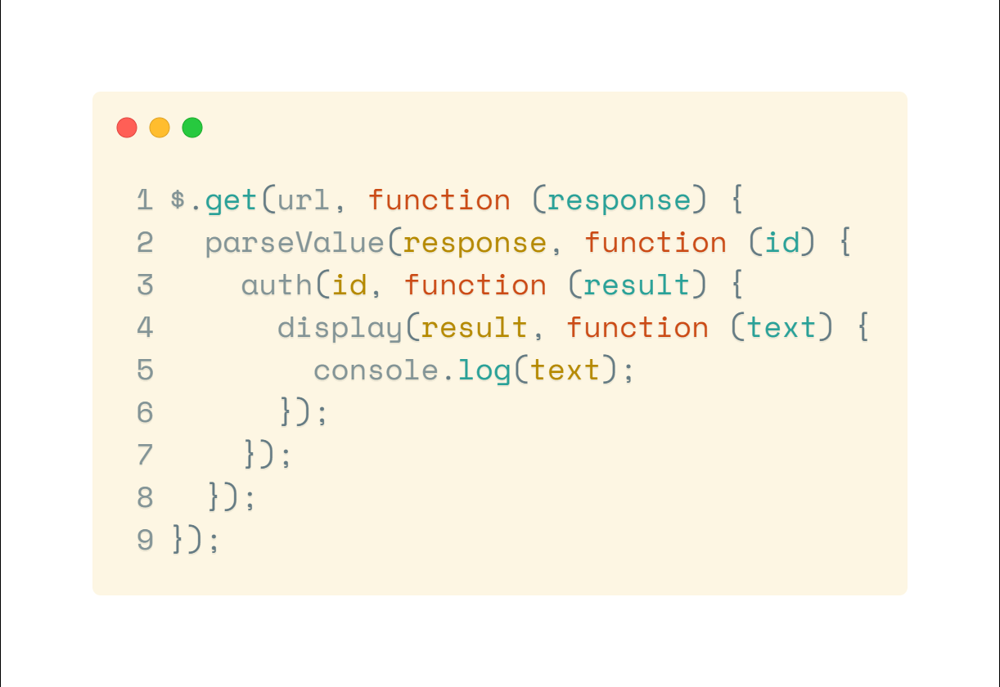 1 $.get(url, function (response) {
2   parseValue(response, function (id) {
3     auth(id, function (result) {
4       display(result, function (text) {
5         console.log(text);
6       });
7     });
8   });
9 });